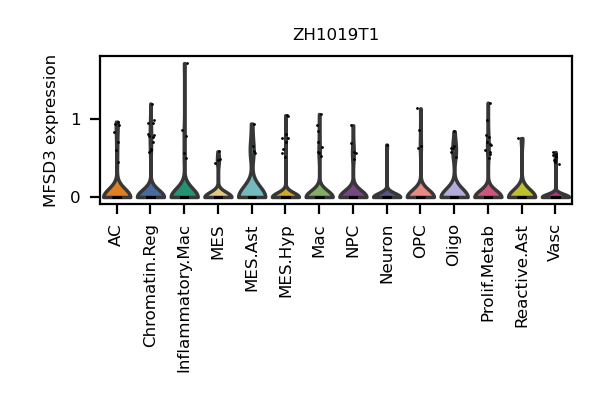 ZH1019T1
MFSD3 expression
1
0
AC
Chromatin.Reg
Inflammatory.Mac
MES
MES.Ast
MES.Hyp
Mac
NPC
Neuron
OPC
Oligo
Prolif.Metab
Reactive.Ast
Vasc